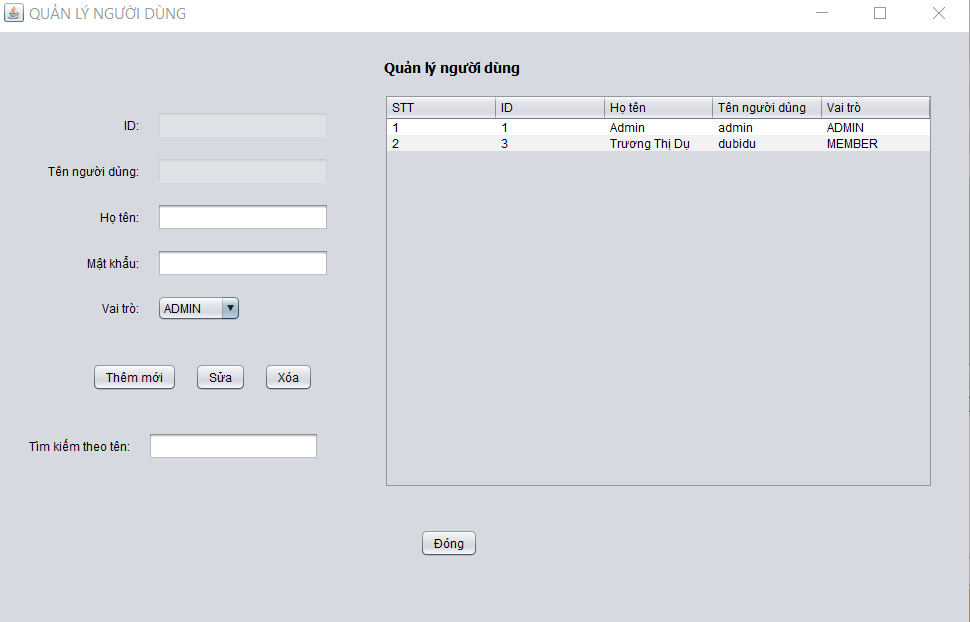 QUẢN LÝ NGƯỜI DÙNG
Quản lý người dùng
ID:
Tên người dùng:
Họ tên:
Mật khẩu:
Vai trò:
ADMIN
Thêm mới
Sửa
Xóa
Tìm kiếm theo tên:
STT ID Họ tên Tên người dùng Vai trò
1 1 Admin admin ADMIN
2 3 Trương Thị Dụ dubidu MEMBER
Đóng